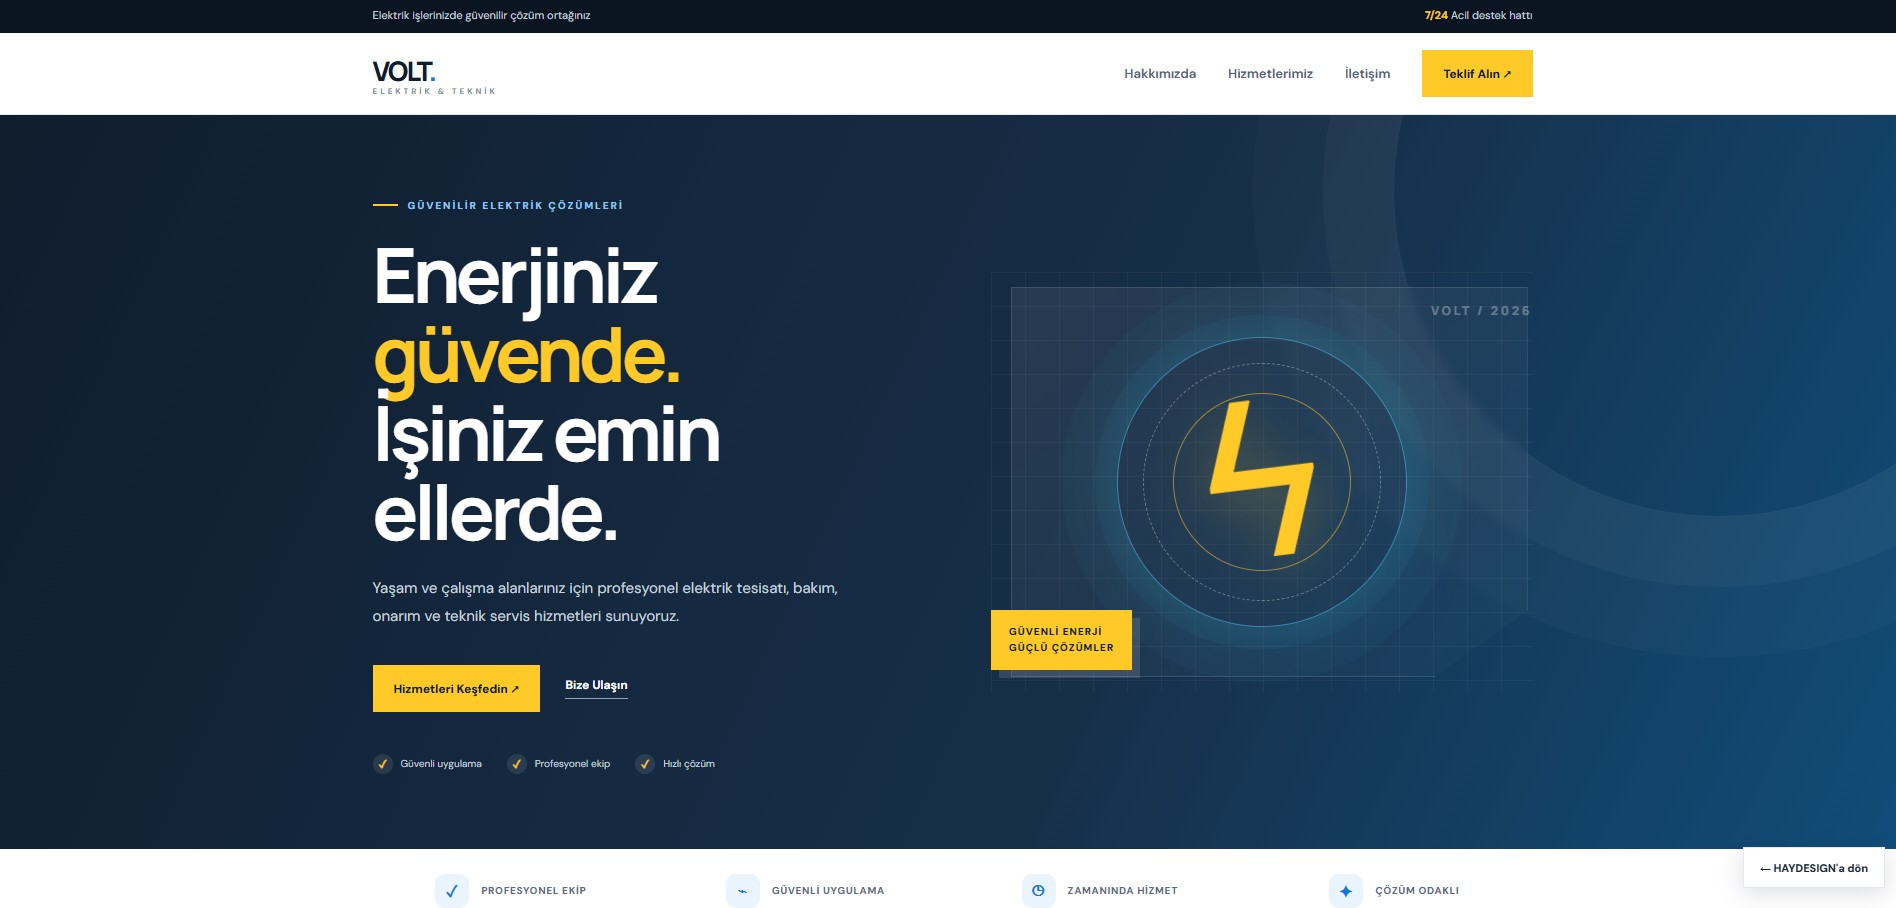 Elektrik işlerinizde güvenilir çözüm ortağınız
7/24 Acil destek hattı
VOLT.
ELEKTRİK & TEKNİK
Hakkımızda
Hizmetlerimiz
İletişim
Teklif Alın ↗
GÜVENİLİR ELEKTRİK ÇÖZÜMLERİ
Enerjiniz
güvende.
İşiniz emin
ellerde.
Yaşam ve çalışma alanlarınız için profesyonel elektrik tesisatı, bakım,
onarım ve teknik servis hizmetleri sunuyoruz.
Hizmetleri Keşfedin ↗
Bize Ulaşın
✓ Güvenli uygulama
✓ Profesyonel ekip
✓ Hızlı çözüm
VOLT / 2026
GÜVENLİ ENERJİ
GÜÇLÜ ÇÖZÜMLER
PROFESYONEL EKİP
GÜVENLİ UYGULAMA
ZAMANINDA HİZMET
ÇÖZÜM ODAKLI
← HAYDESIGN'a dön